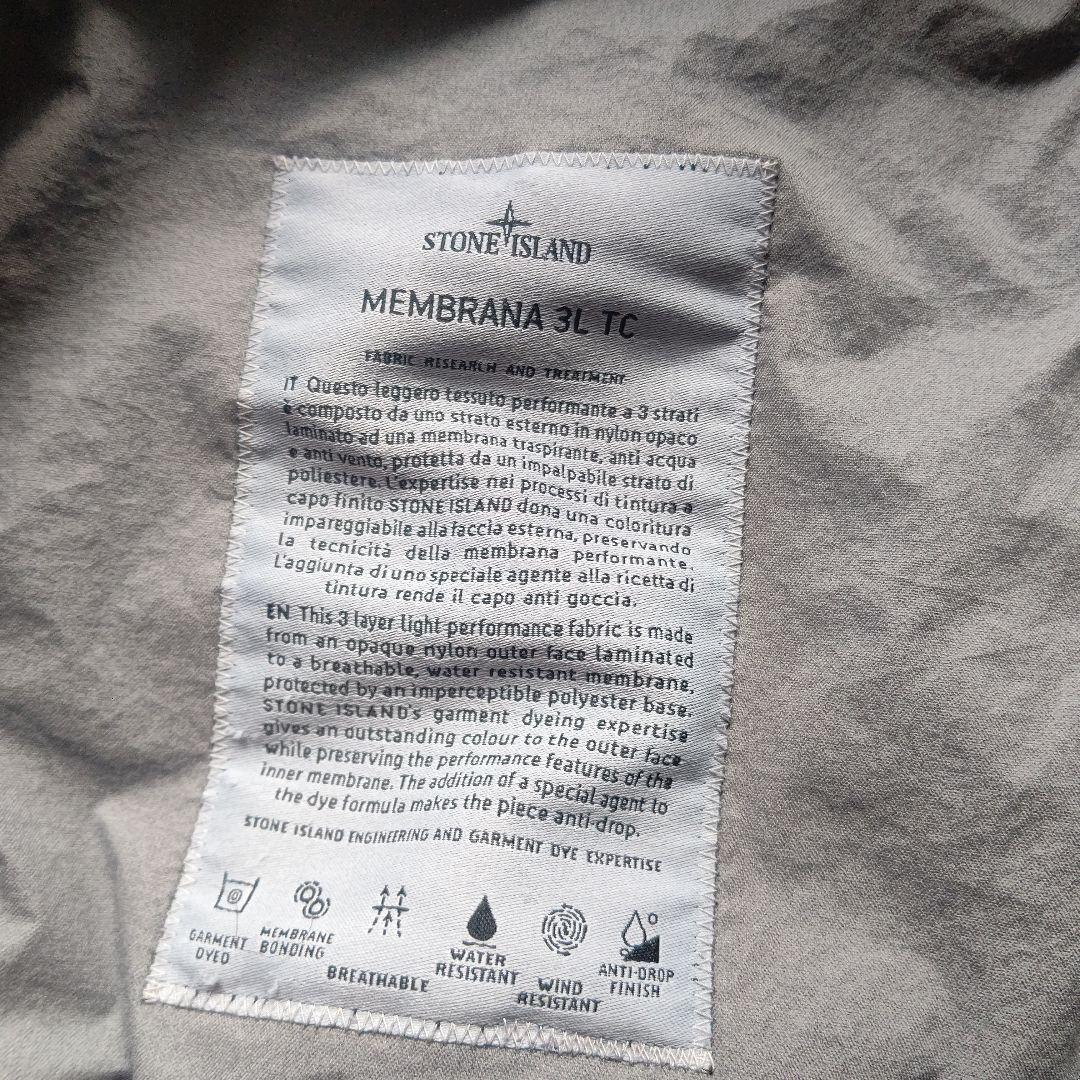 STONE ISLAND
MEMBRANA 3L TC
FABRIC RESEARCH AND TREATMENT
IT Questo leggero tessuto performante a 3 strati
è composto da uno strato esterno in nylon opaco
laminato ad una membrana traspirante, anti acqua
e anti vento, protetta da un impalpabile strato di
poliestere. L'expertise nei processi di tintura a
capo finito STONE ISLAND dona una coloritura
impareggiabile alla faccia esterna, preservando
la tecnicità della membrana performante.
L'aggiunta di uno speciale agente alla ricetta di
tintura rende il capo anti goccia.
EN This 3 layer light performance fabric is made
from an opaque nylon outer face laminated
to a breathable, water resistant membrane,
protected by an imperceptible polyester base.
STONE ISLAND's garment dyeing expertise
gives an outstanding colour to the outer face
while preserving the performance features of the
inner membrane. The addition of a special agent to
the dye formula makes the piece anti-drop.
STONE ISLAND ENGINEERING AND GARMENT DYE EXPERTISE
GARMENT
DYED
MEMBRANE
BONDING
BREATHABLE
WATER
RESISTANT
WIND
RESISTANT
ANTI-DROP
FINISH